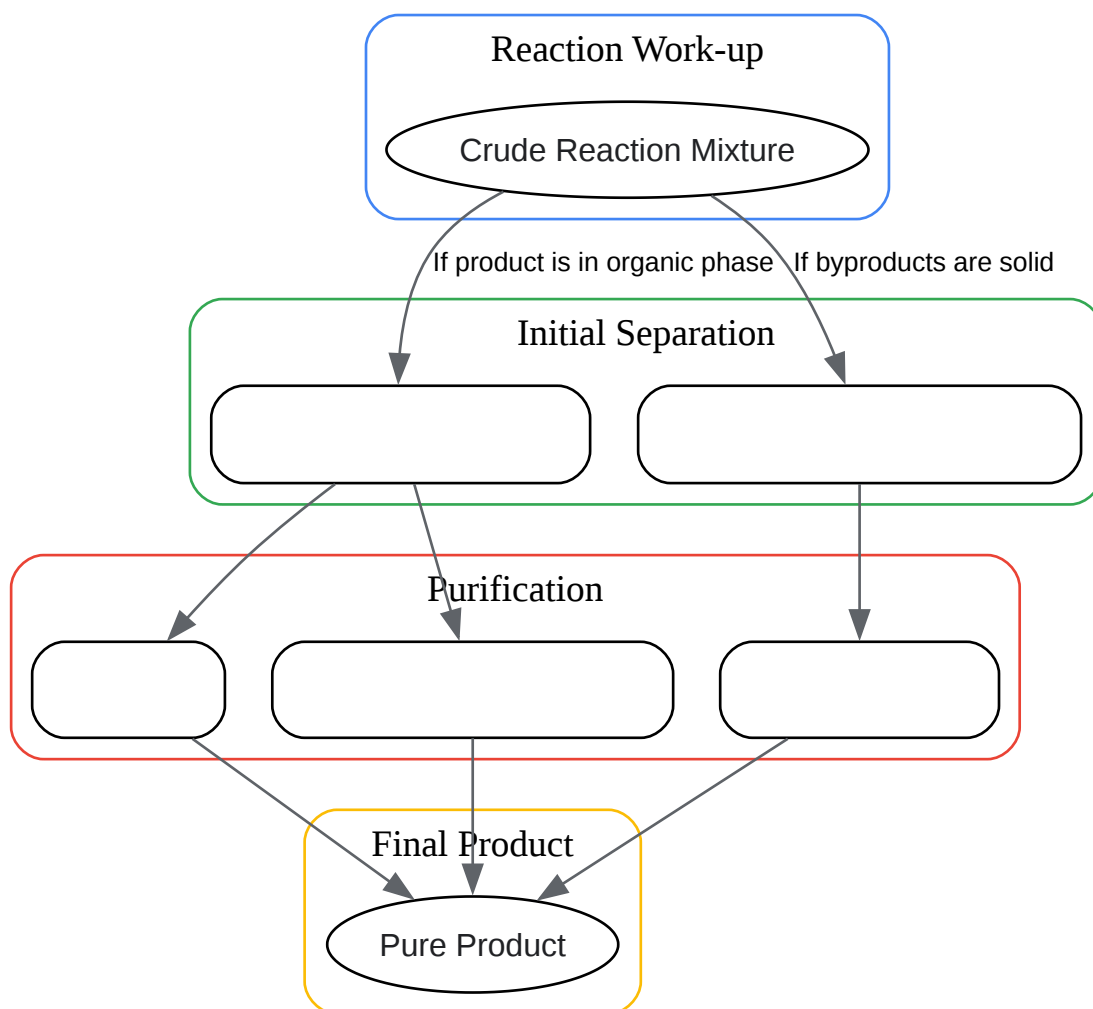 Reaction Work-up
Crude Reaction Mixture
If product is in organic phase
If byproducts are solid
Initial Separation
Purification
Final Product
Pure Product